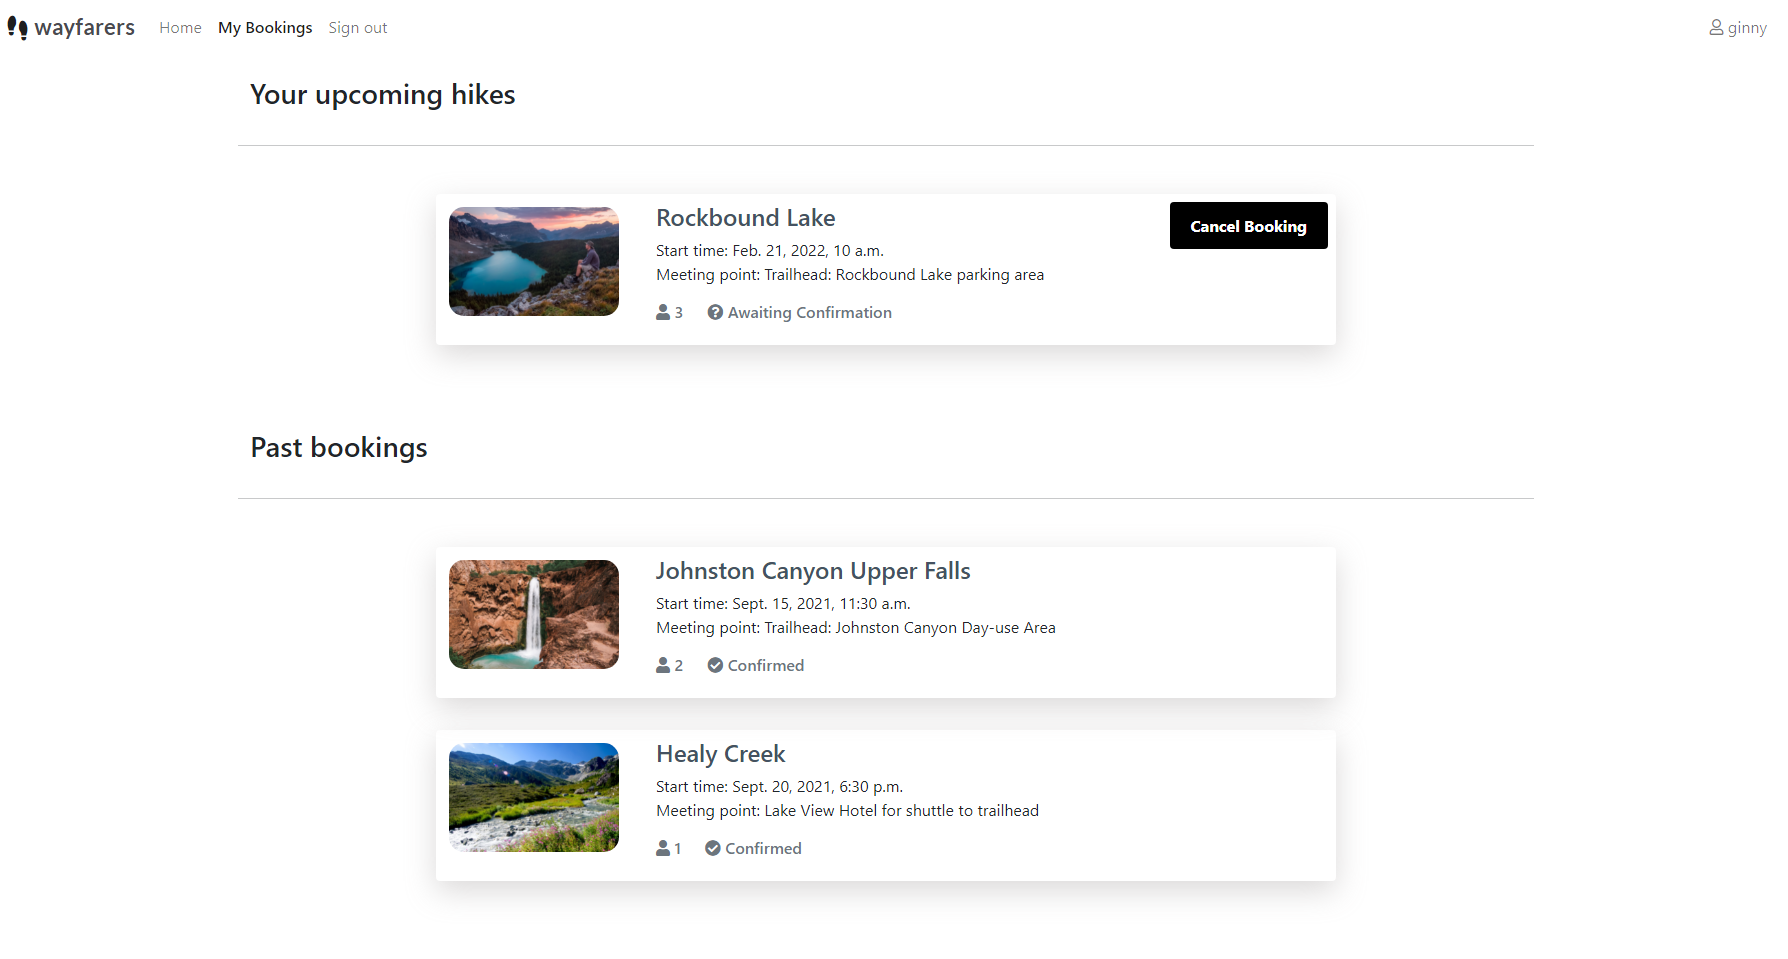 wayfarers Home My Bookings Sign out ginny
Your upcoming hikes
Rockbound Lake
Cancel Booking
Start time: Feb. 21, 2022, 10 a.m.
Meeting point: Trailhead: Rockbound Lake parking area
3 Awaiting Confirmation
Past bookings
Johnston Canyon Upper Falls
Start time: Sept. 15, 2021, 11:30 a.m.
Meeting point: Trailhead: Johnston Canyon Day-use Area
2 Confirmed
Healy Creek
Start time: Sept. 20, 2021, 6:30 p.m.
Meeting point: Lake View Hotel for shuttle to trailhead
1 Confirmed